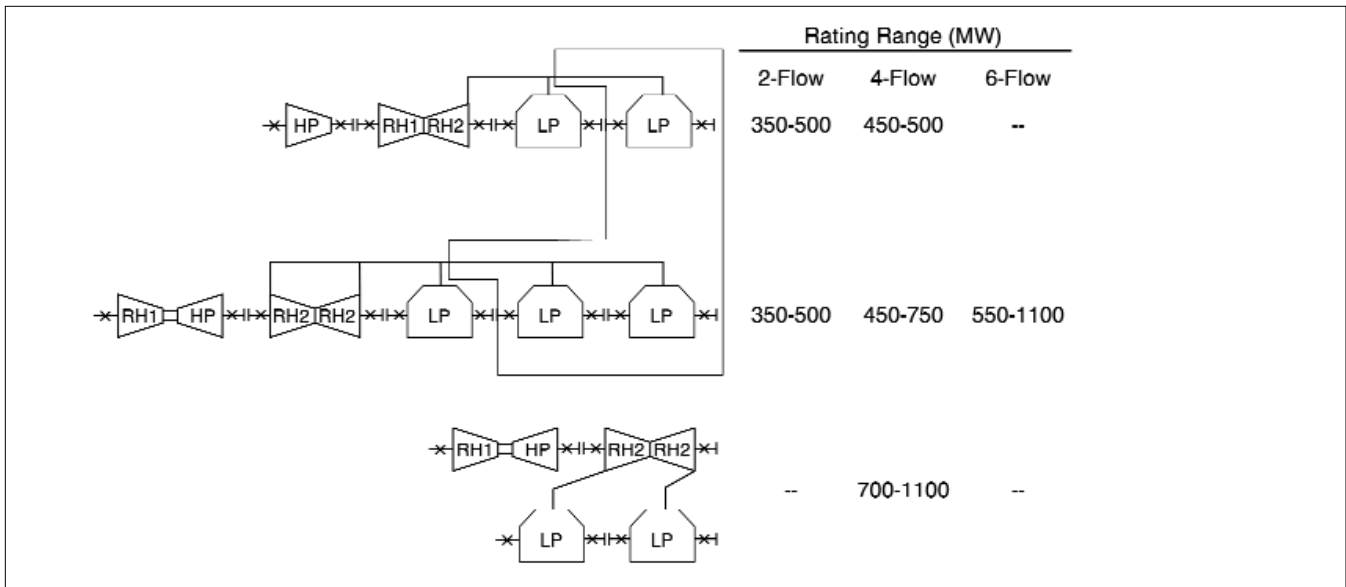 Rating Range (MW)
2-Flow 4-Flow 6-Flow
HP RH1 RH2 LP LP 350-500 450-500 --
RH1 HP RH2 RH2 LP LP LP 350-500 450-750 550-1100
RH1 HP RH2 RH2
-- 700-1100 --
LP LP